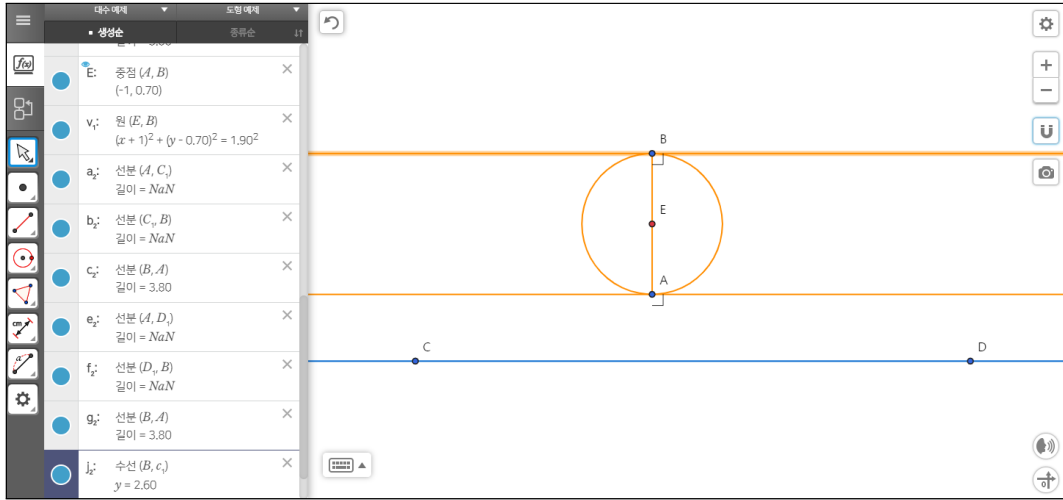 대수 예제 ▼ 도형 예제 ▼
▪ 생성순 종류순 ↓↑
f(x)
E: 중점 (A, B)
(-1, 0.70)
v₁: 원 (E, B)
(x + 1)² + (y - 0.70)² = 1.90²
a₂: 선분 (A, C₁)
길이 = NaN
b₂: 선분 (C₁, B)
길이 = NaN
c₂: 선분 (B, A)
길이 = 3.80
e₂: 선분 (A, D₁)
길이 = NaN
f₂: 선분 (D₁, B)
길이 = NaN
g₂: 선분 (B, A)
길이 = 3.80
j₂: 수선 (B, c₁)
y = 2.60
cm
B
E
A
C
D